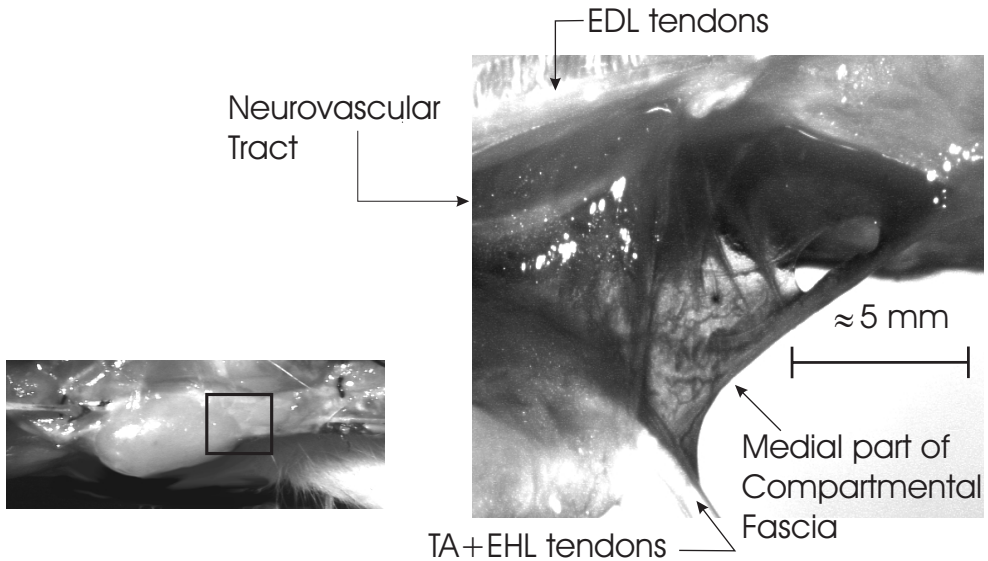 EDL tendons
Neurovascular
Tract
≈5 mm
Medial part of
Compartmental
Fascia
TA+EHL tendons